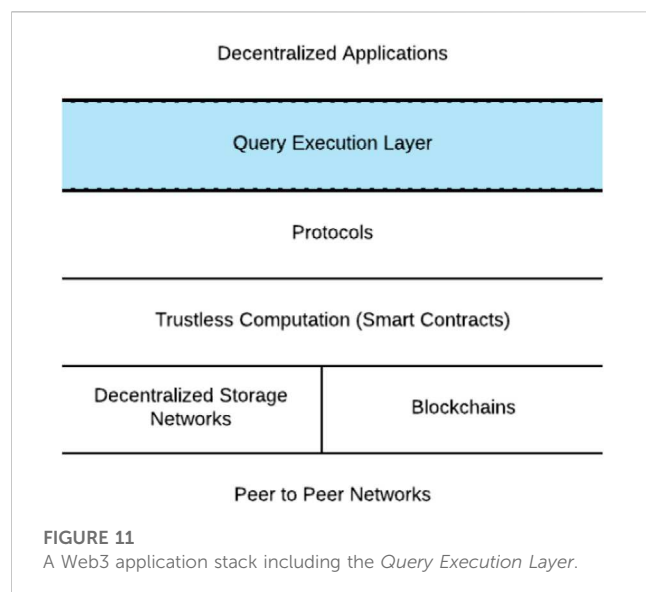 Decentralized Applications
Query Execution Layer
Protocols
Trustless Computation (Smart Contracts)
Decentralized Storage
Networks
Blockchains
Peer to Peer Networks
FIGURE 11
A Web3 application stack including the Query Execution Layer.